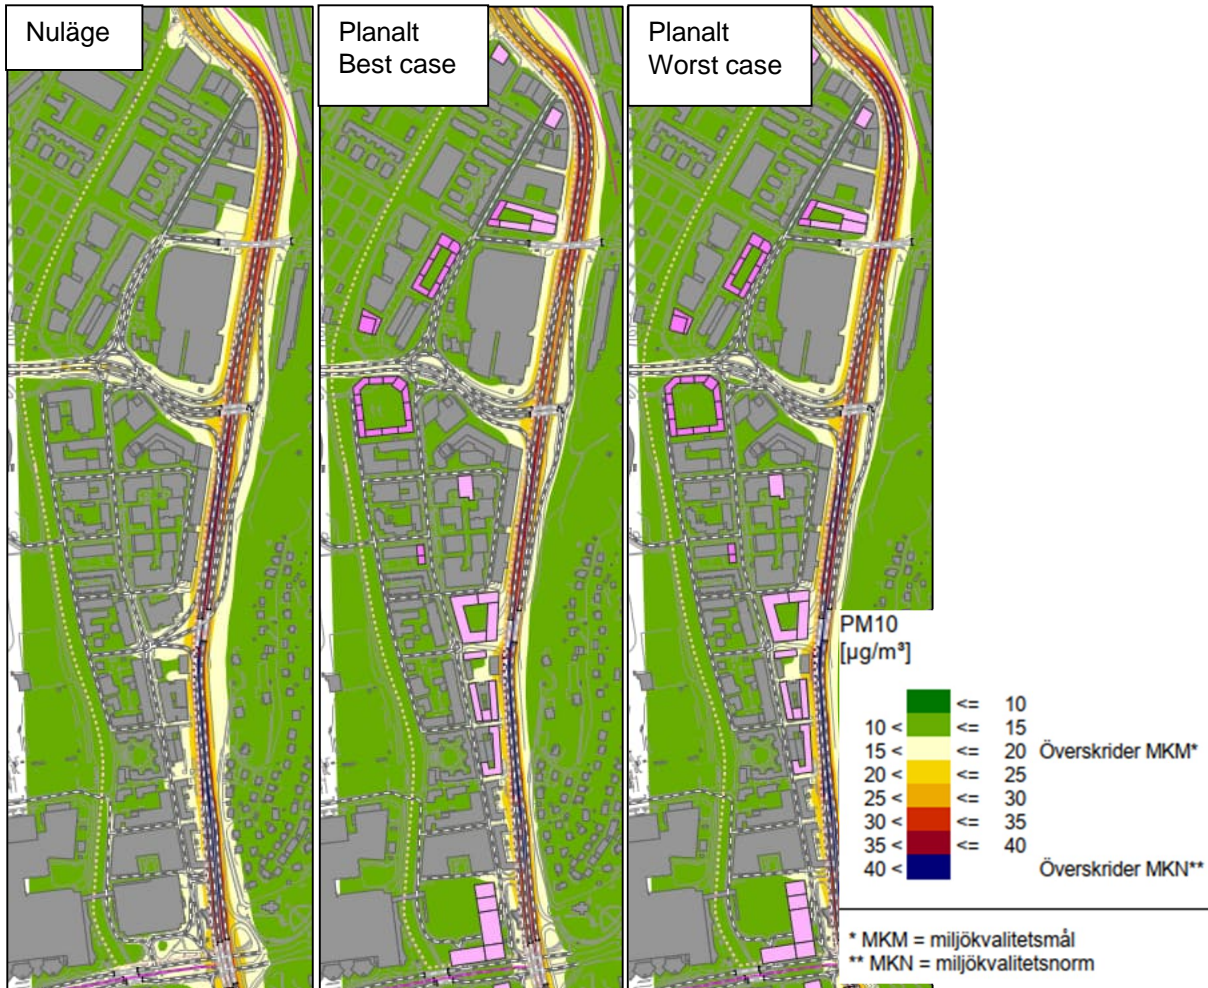 Nuläge
Planalt
Best case
Planalt
Worst case
PM10
[µg/m³]
<= 10
10 < <= 15
15 < <= 20 Överskrider MKM*
20 < <= 25
25 < <= 30
30 < <= 35
35 < <= 40
40 < Överskrider MKN**
* MKM = miljökvalitetsmål
** MKN = miljökvalitetsnorm